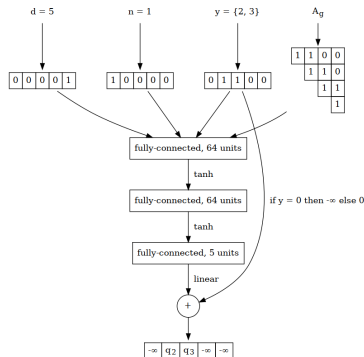 d = 5
n = 1
y = {2, 3}
Ag
0 0 0 0 1
1 0 0 0 0
0 1 1 0 0
1 1 0 0
1 1 0
1 1
1
fully-connected, 64 units
tanh
fully-connected, 64 units
if y = 0 then -∞ else 0
tanh
fully-connected, 5 units
linear
+
-∞ q2 q3 -∞ -∞